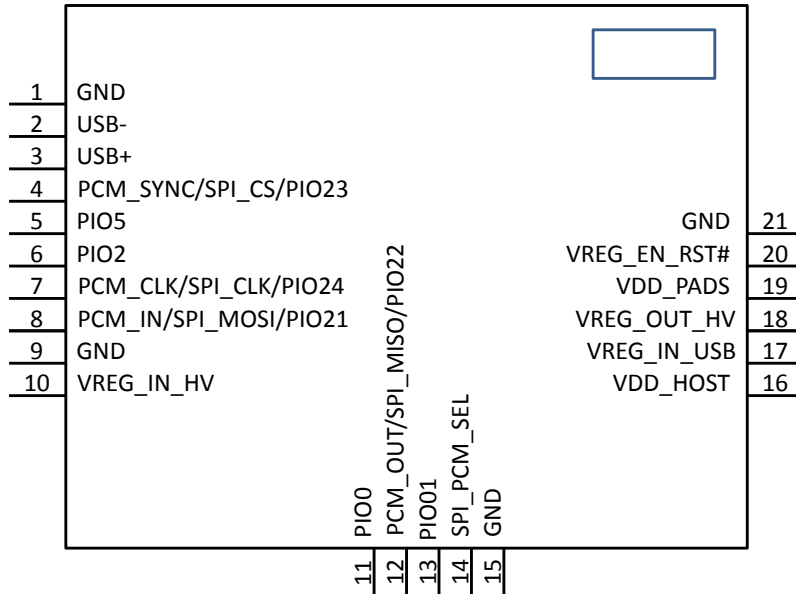 1 GND
2 USB-
3 USB+
4 PCM_SYNC/SPI_CS/PIO23
5 PIO5
6 PIO2
7 PCM_CLK/SPI_CLK/PIO24
8 PCM_IN/SPI_MOSI/PIO21
9 GND
10 VREG_IN_HV
11 PIO0
12 PCM_OUT/SPI_MISO/PIO22
13 PIO01
14 SPI_PCM_SEL
15 GND
GND 21
VREG_EN_RST# 20
VDD_PADS 19
VREG_OUT_HV 18
VREG_IN_USB 17
VDD_HOST 16